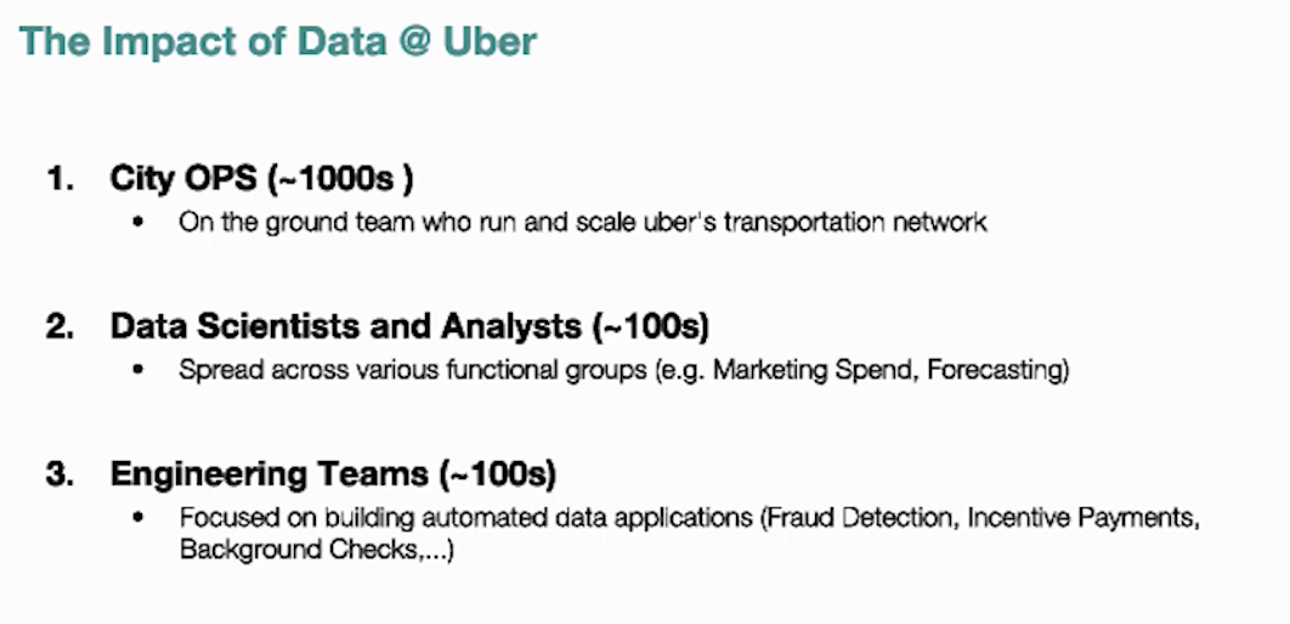 The Impact of Data @ Uber
1. City OPS (~1000s )
• On the ground team who run and scale uber's transportation network
2. Data Scientists and Analysts (~100s)
• Spread across various functional groups (e.g. Marketing Spend, Forecasting)
3. Engineering Teams (~100s)
• Focused on building automated data applications (Fraud Detection, Incentive Payments,
Background Checks,...)